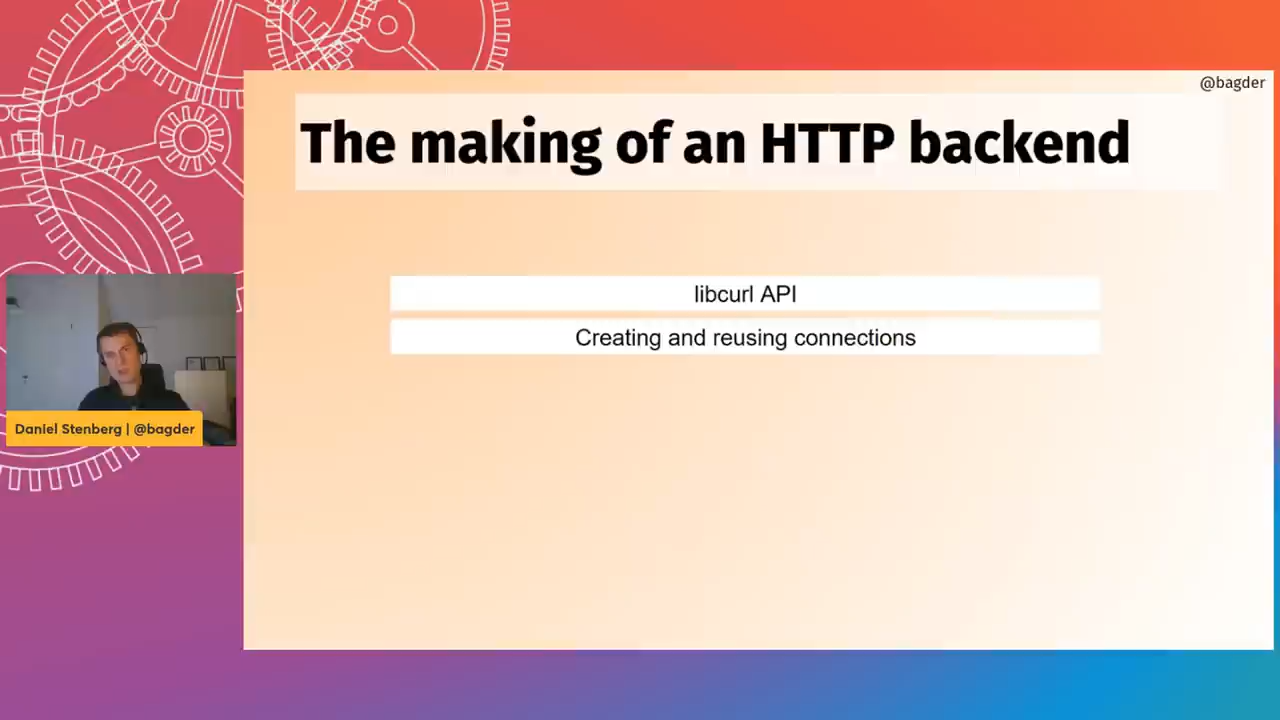 @bagder
The making of an HTTP backend
libcurl API
Creating and reusing connections
Daniel Stenberg | @bagder